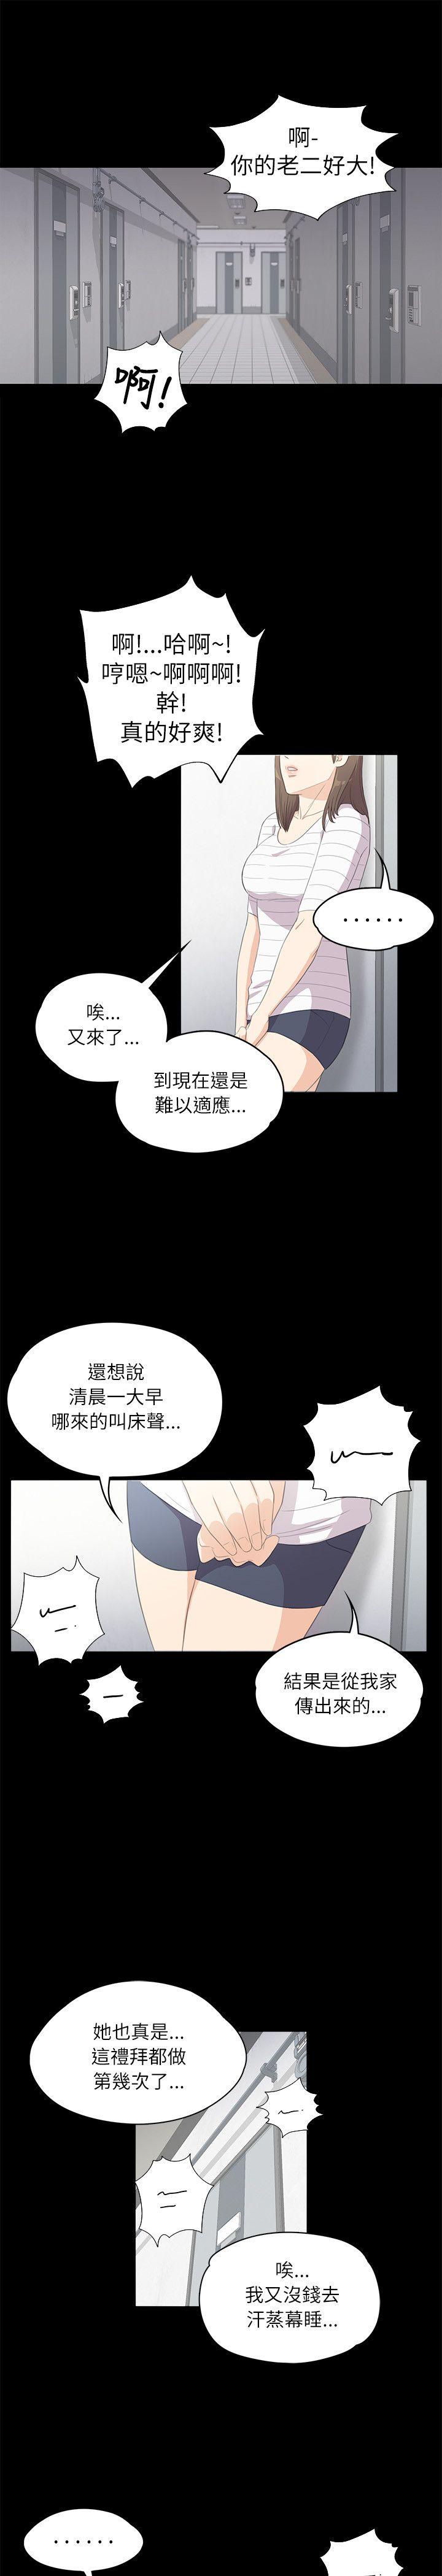 啊-
你的老二好大!
啊!
啊!...哈啊~!
哼嗯~啊啊啊!
幹!
真的好爽!
......
唉...
又來了...
到現在還是
難以適應...
還想說
清晨一大早
哪來的叫床聲...
結果是從我家
傳出來的...
她也真是...
這禮拜都做
第幾次了...
唉...
我又沒錢去
汗蒸幕睡...
......